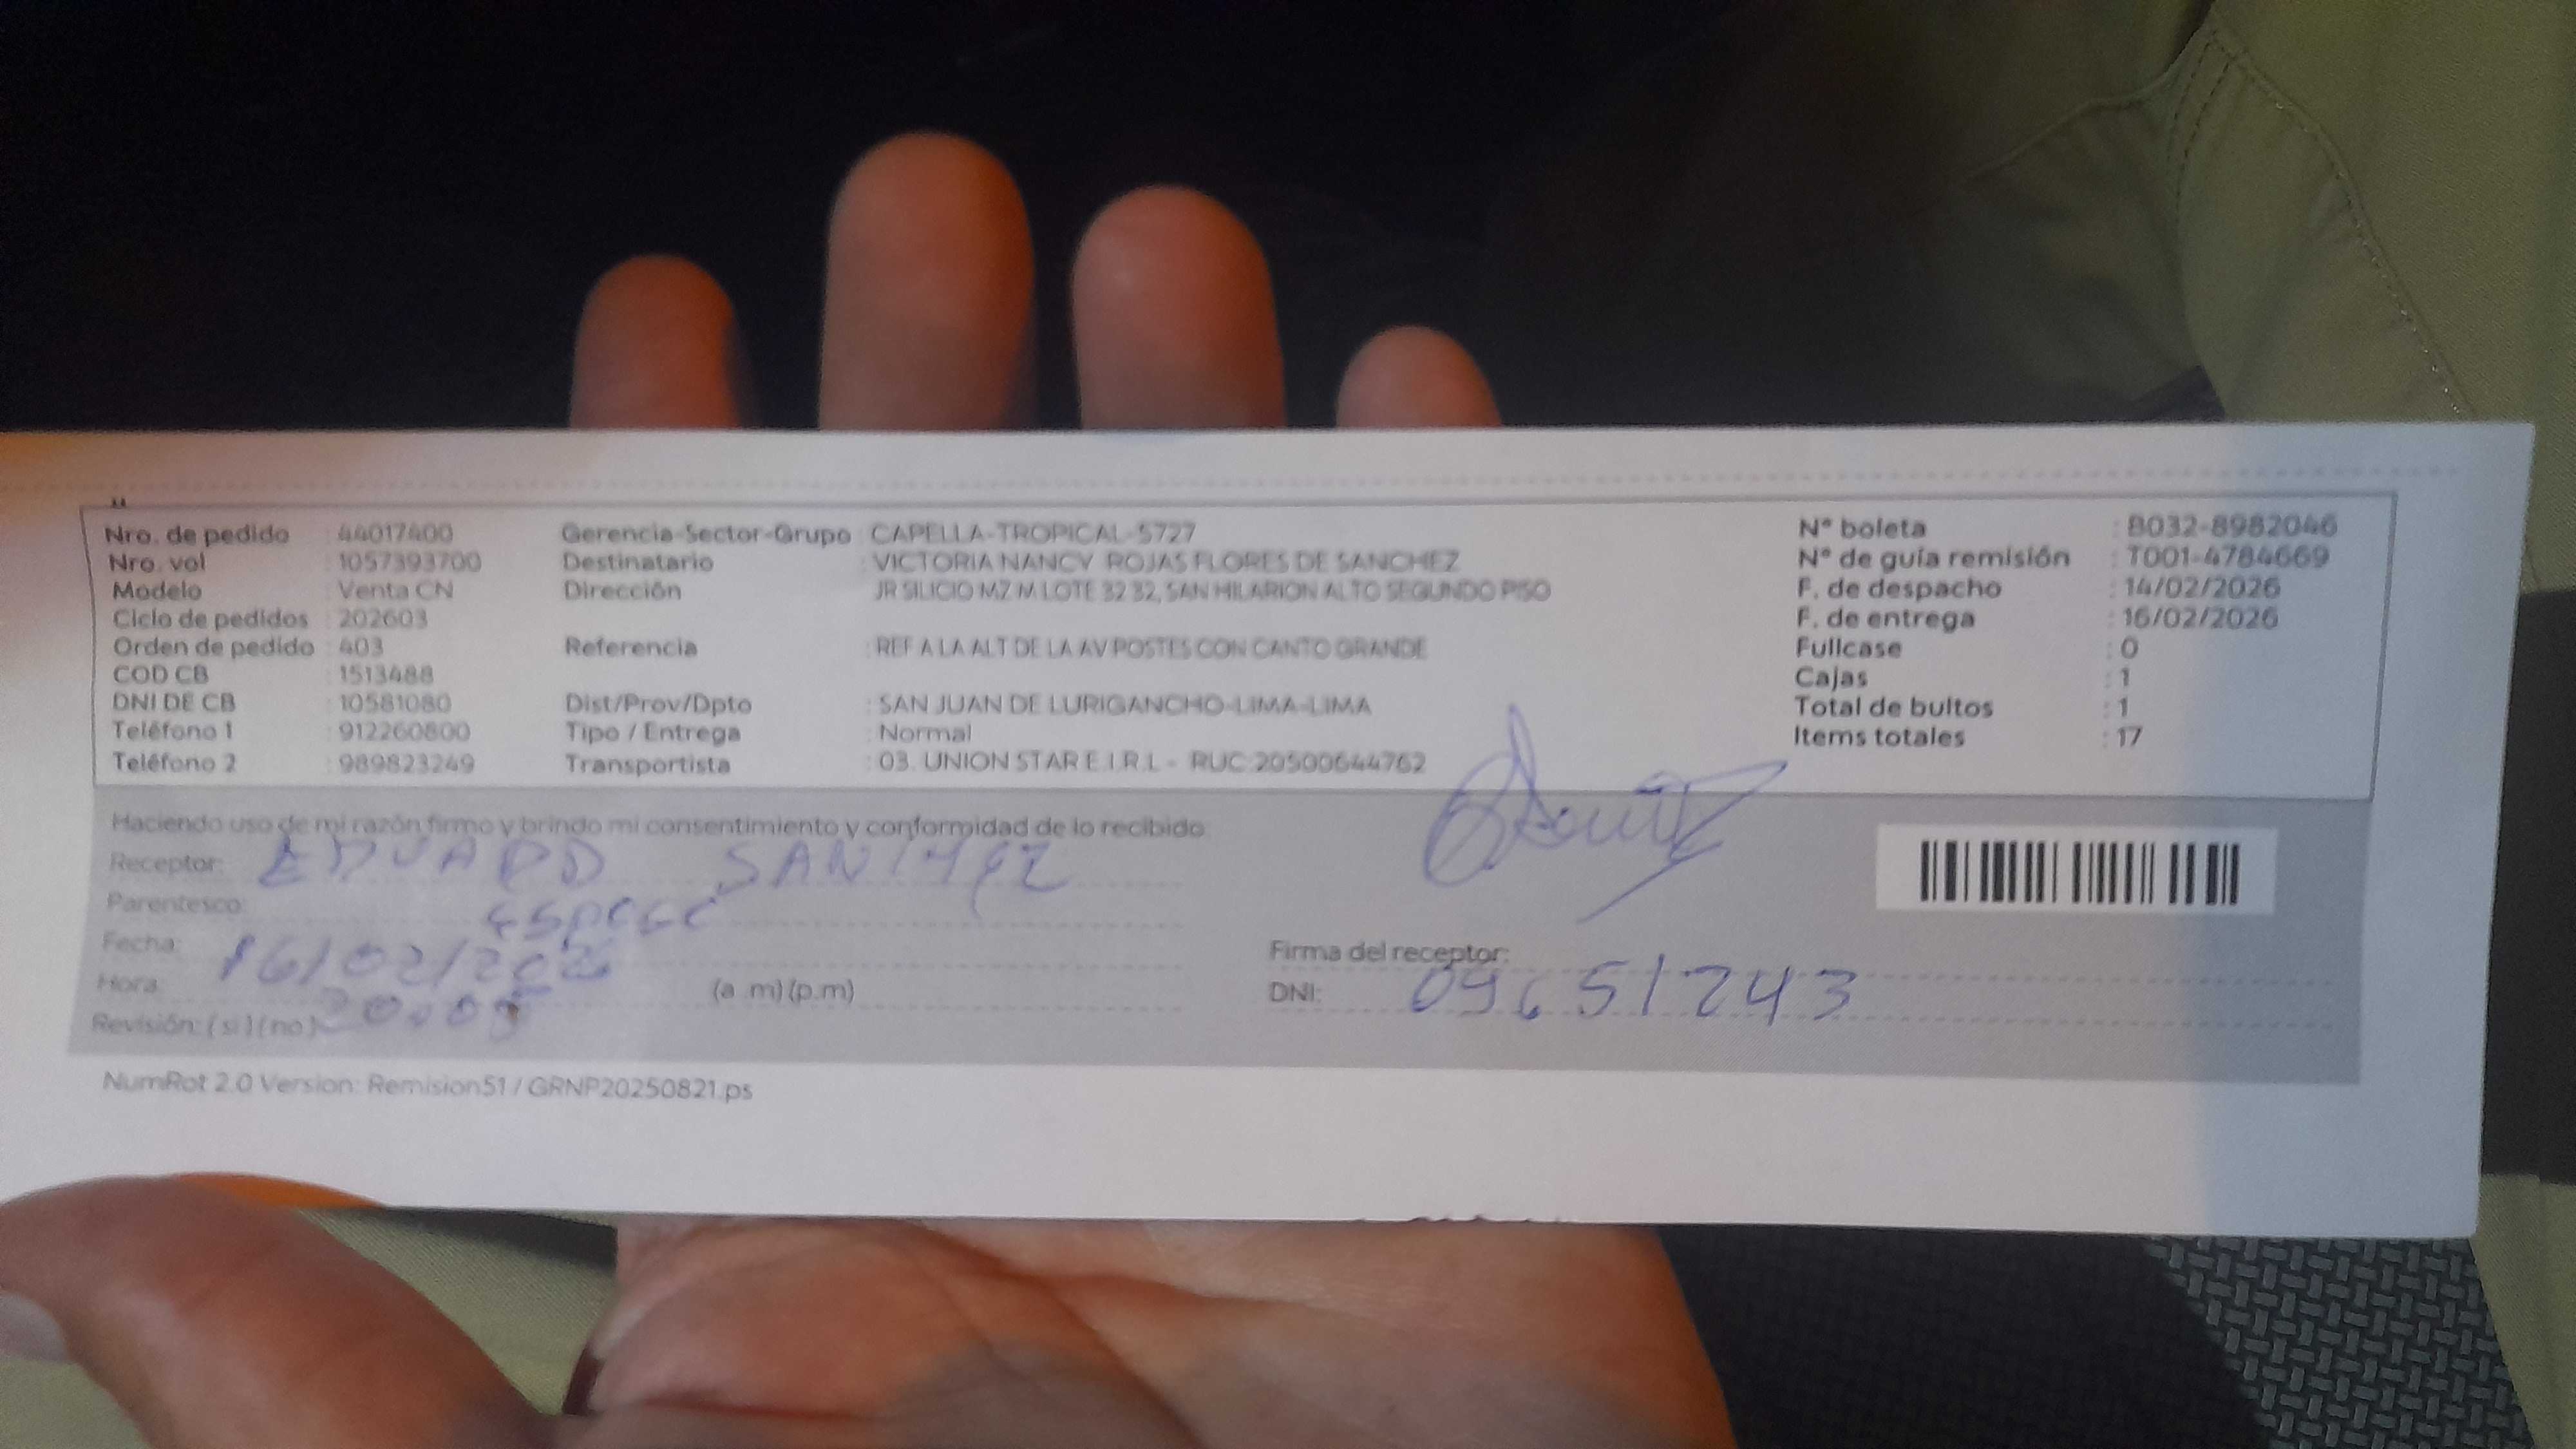 Nro. de pedido : 44017400
Nro. vol : 1057393700
Modelo : Venta CN
Ciclo de pedidos : 202603
Orden de pedido : 403
COD CB : 1513488
DNI DE CB : 10581080
Teléfono 1 : 912260800
Teléfono 2 : 989823249
Gerencia-Sector-Grupo : CAPELLA-TROPICAL-5727
Destinatario : VICTORIA NANCY ROJAS FLORES DE SANCHEZ
Dirección : JR SILICIO MZ M LOTE 32 32, SAN HILARION ALTO SEGUNDO PISO
Referencia : REF A LA ALT DE LA AV POSTES CON CANTO GRANDE
Dist/Prov/Dpto : SAN JUAN DE LURIGANCHO-LIMA-LIMA
Tipo / Entrega : Normal
Transportista : 03. UNION STAR E.I.R.L - RUC:20500644762
N° boleta : B032-8982046
N° de guía remisión : T001-4784669
F. de despacho : 14/02/2026
F. de entrega : 16/02/2026
Fullcase : 0
Cajas : 1
Total de bultos : 1
Items totales : 17
Haciendo uso de mi razón firmo y brindo mi consentimiento y conformidad de lo recibido
Receptor:
Parentesco: esposo
Fecha: 16/02/2026
Hora: (a.m) (p.m)
Revisión: (si) (no)
Firma del receptor:
DNI: 09651243
NumRot 2.0 Version: Remision51 / GRNP20250821.ps